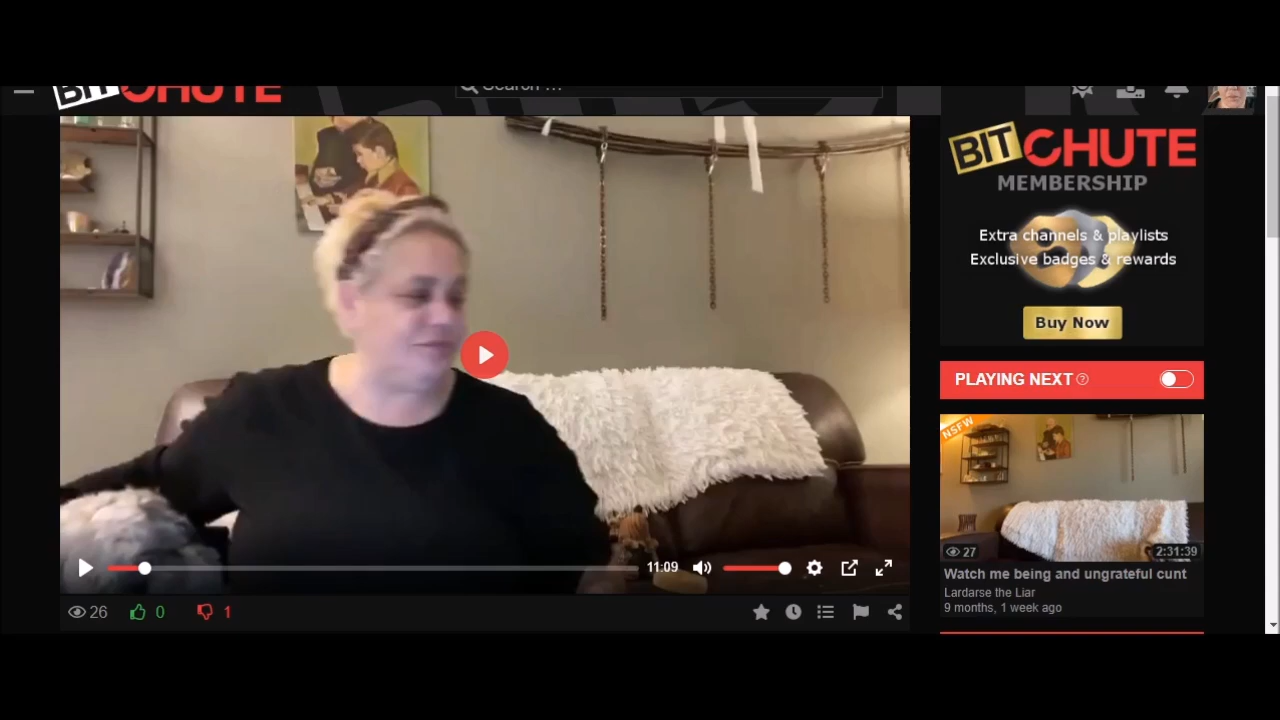 BITCHUTE
Search ...
BITCHUTE
MEMBERSHIP
Extra channels & playlists
Exclusive badges & rewards
Buy Now
PLAYING NEXT
NSFW
27
2:31:39
Watch me being and ungrateful cunt
Lardarse the Liar
9 months, 1 week ago
11:09
26
0
1